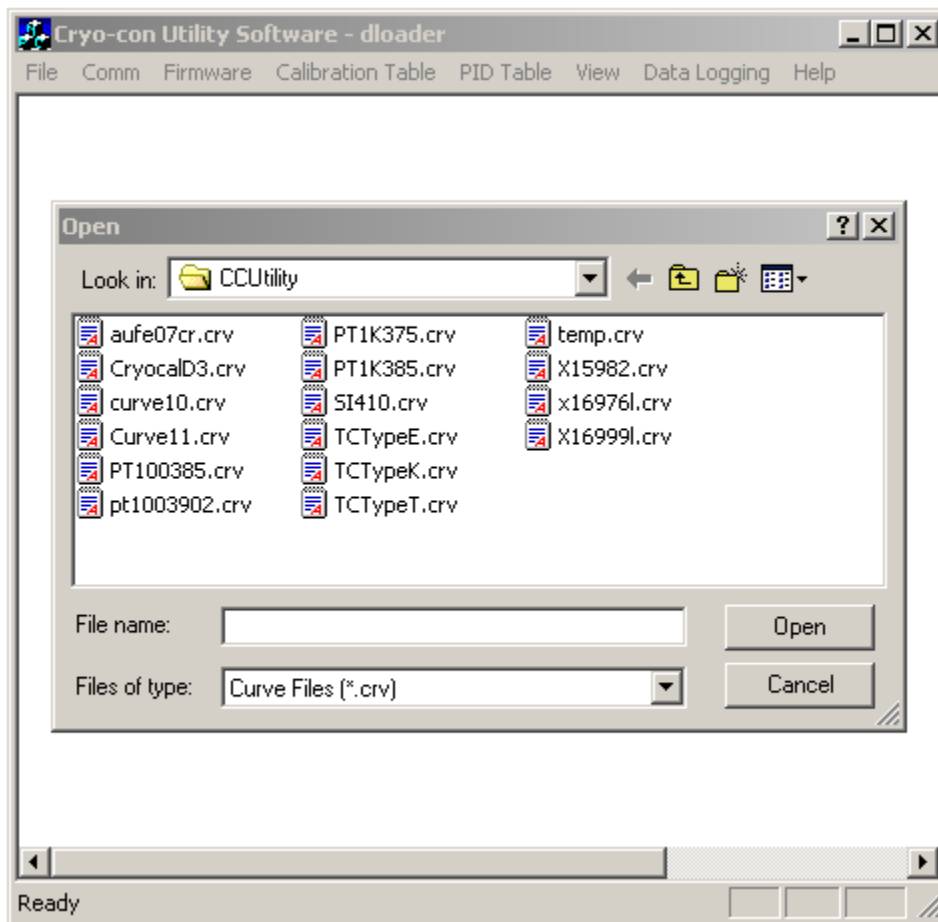 Cryo-con Utility Software - dloader
File Comm Firmware Calibration Table PID Table View Data Logging Help
Open
Look in: CCUtility
aufe07cr.crv PT1K375.crv temp.crv
CryocalD3.crv PT1K385.crv X15982.crv
curve10.crv SI410.crv x16976l.crv
Curve11.crv TCTypeE.crv X16999l.crv
PT100385.crv TCTypeK.crv
pt1003902.crv TCTypeT.crv
File name: Open
Files of type: Curve Files (*.crv) Cancel
Ready